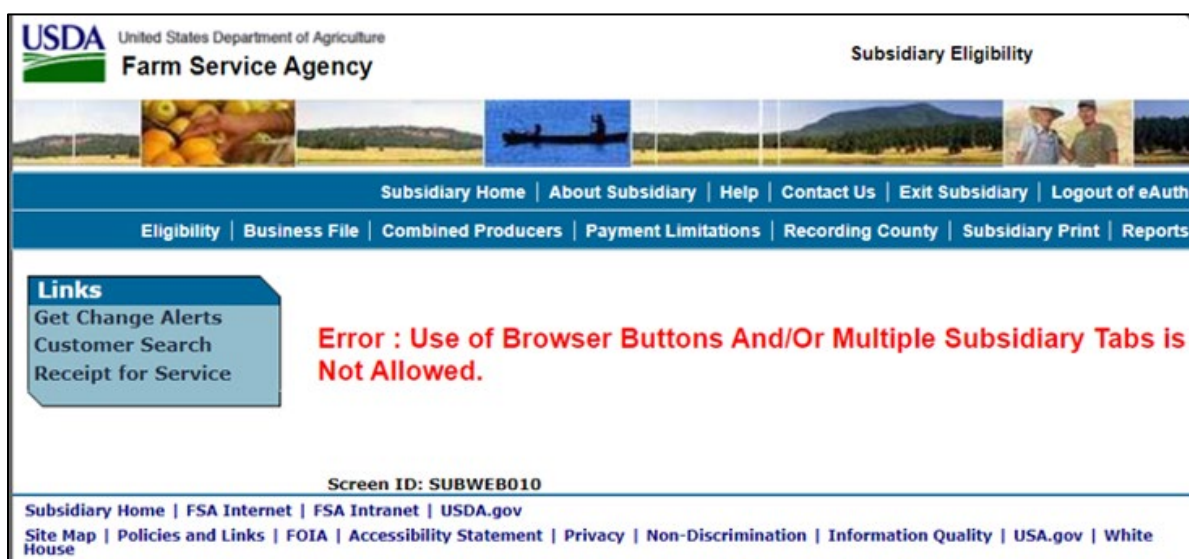 USDA United States Department of Agriculture
Farm Service Agency
Subsidiary Eligibility
Subsidiary Home | About Subsidiary | Help | Contact Us | Exit Subsidiary | Logout of eAuth
Eligibility | Business File | Combined Producers | Payment Limitations | Recording County | Subsidiary Print | Reports
Links
Get Change Alerts
Customer Search
Receipt for Service
Error : Use of Browser Buttons And/Or Multiple Subsidiary Tabs is
Not Allowed.
Screen ID: SUBWEB010
Subsidiary Home | FSA Internet | FSA Intranet | USDA.gov
Site Map | Policies and Links | FOIA | Accessibility Statement | Privacy | Non-Discrimination | Information Quality | USA.gov | White
House